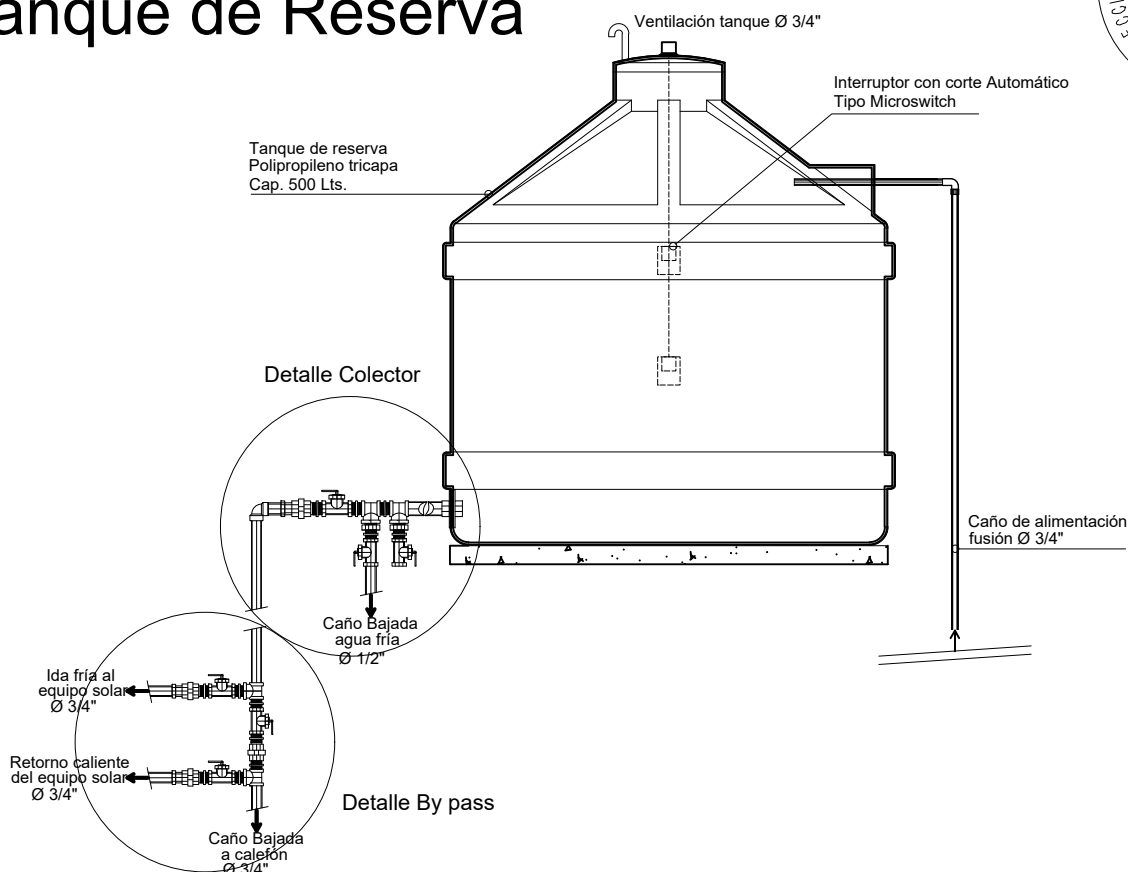 anque de Reserva
Ventilación tanque Ø 3/4"
Interruptor con corte Automático
Tipo Microswitch
Tanque de reserva
Polipropileno tricapa
Cap. 500 Lts.
Detalle Colector
Caño de alimentación
fusión Ø 3/4"
Caño Bajada
agua fría
Ø 1/2"
Ida fría al
equipo solar
Ø 3/4"
Retorno caliente
del equipo solar
Ø 3/4"
Detalle By pass
Caño Bajada
a calefón
Ø 3/4"